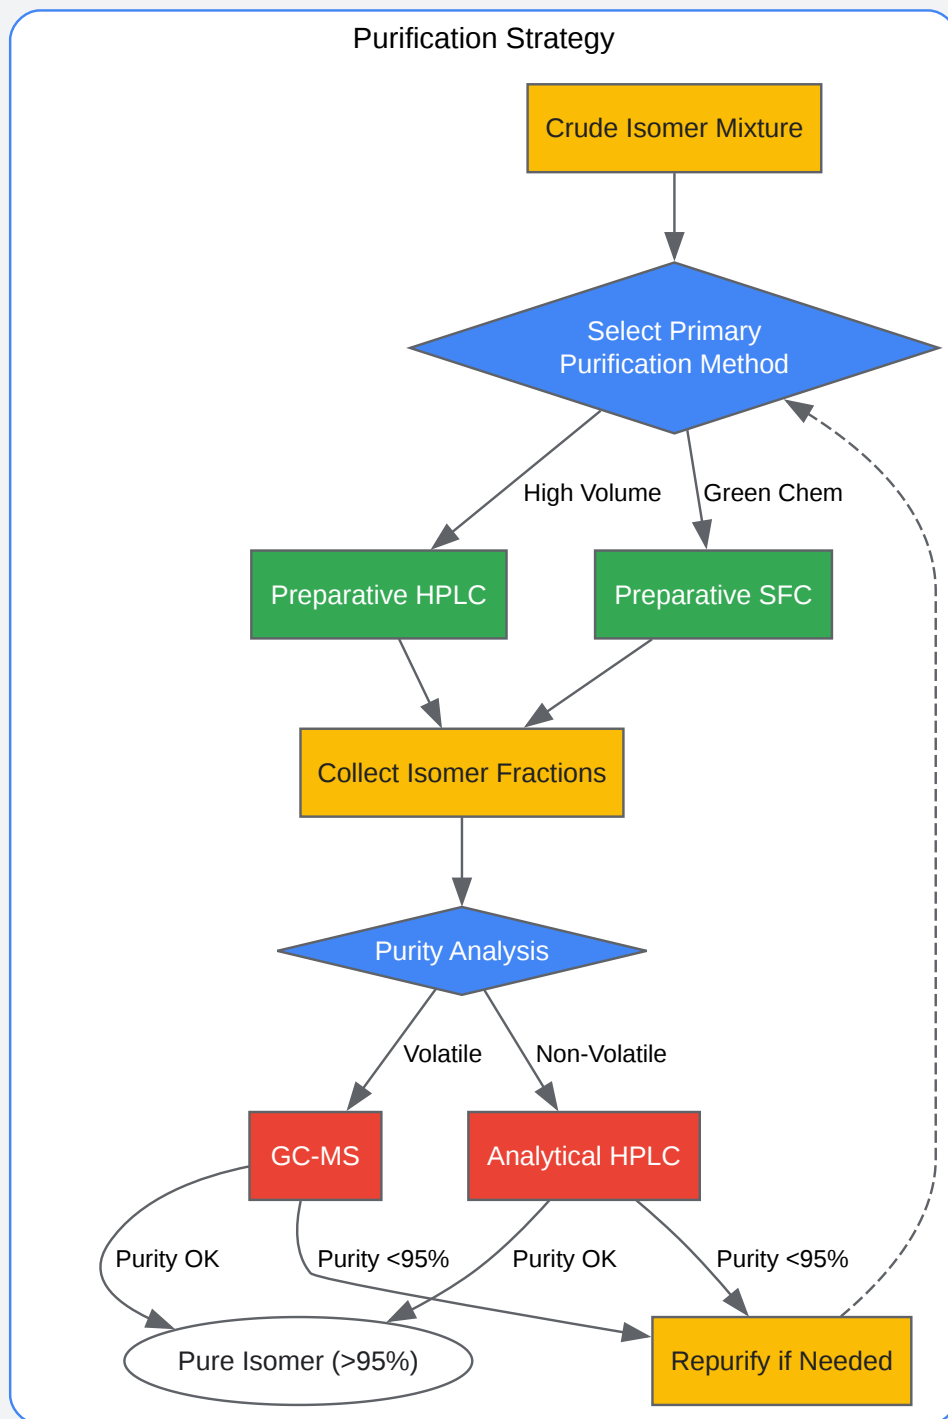 Purification Strategy
Crude Isomer Mixture
Select Primary
Purification Method
High Volume
Green Chem
Preparative HPLC
Preparative SFC
Collect Isomer Fractions
Purity Analysis
Volatile
Non-Volatile
GC-MS
Analytical HPLC
Purity OK
Purity <95%
Purity OK
Purity <95%
Pure Isomer (>95%)
Repurify if Needed